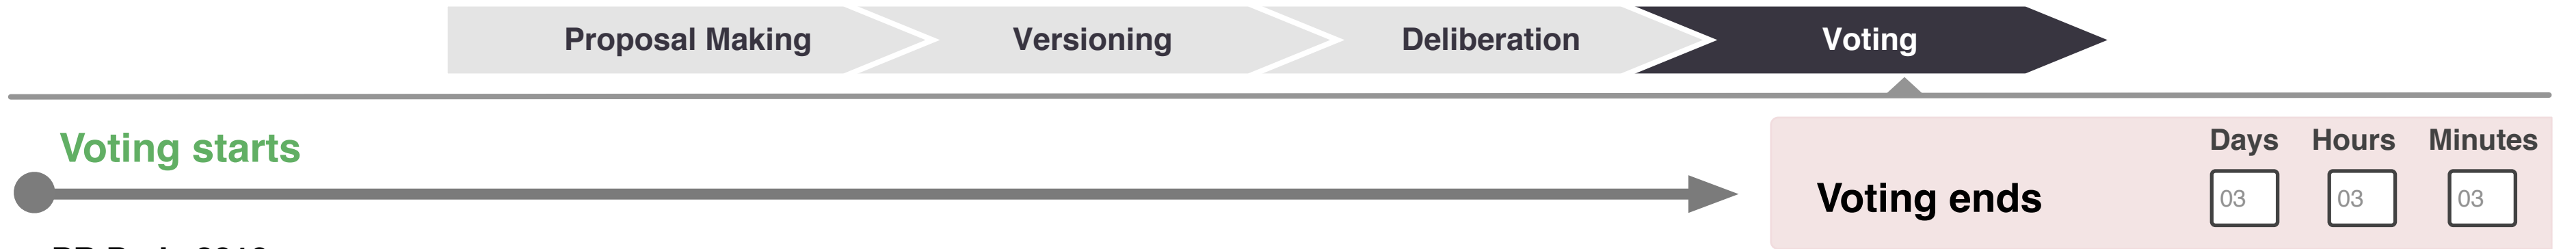 Proposal Making Versioning Deliberation Voting
Voting starts
Days Hours Minutes
Voting ends 03 03 03